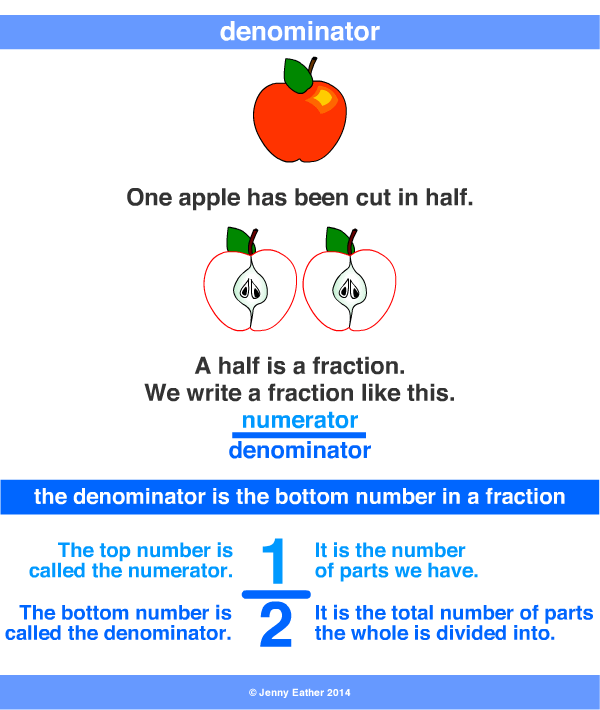 denominator
One apple has been cut in half.
A half is a fraction.
We write a fraction like this.
numerator
denominator
the denominator is the bottom number in a fraction
The top number is
called the numerator.
1
It is the number
of parts we have.
The bottom number is
called the denominator.
2
It is the total number of parts
the whole is divided into.
© Jenny Eather 2014